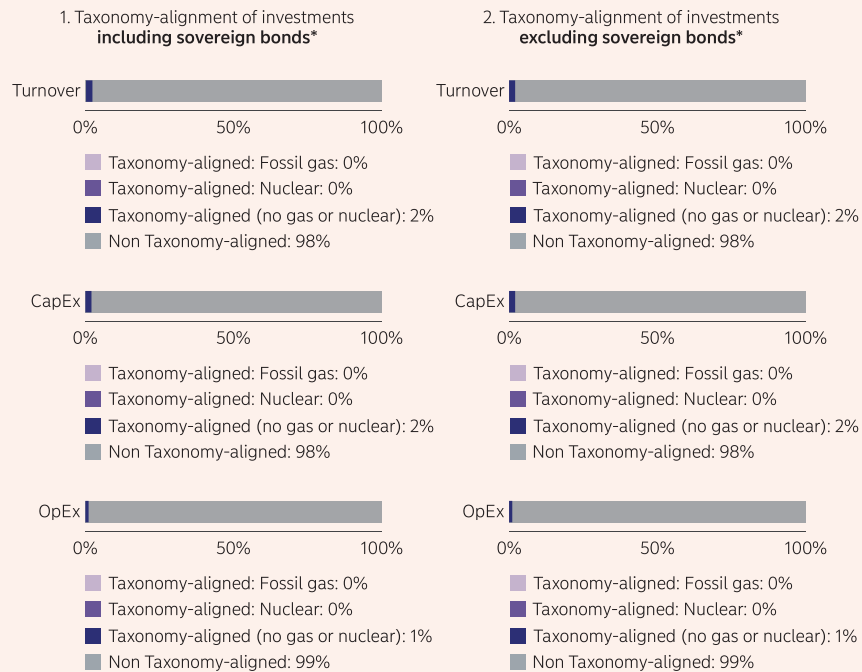 1. Taxonomy-alignment of investments
including sovereign bonds*
Turnover
0% 50% 100%
Taxonomy-aligned: Fossil gas: 0%
Taxonomy-aligned: Nuclear: 0%
Taxonomy-aligned (no gas or nuclear): 2%
Non Taxonomy-aligned: 98%
CapEx
0% 50% 100%
Taxonomy-aligned: Fossil gas: 0%
Taxonomy-aligned: Nuclear: 0%
Taxonomy-aligned (no gas or nuclear): 2%
Non Taxonomy-aligned: 98%
OpEx
0% 50% 100%
Taxonomy-aligned: Fossil gas: 0%
Taxonomy-aligned: Nuclear: 0%
Taxonomy-aligned (no gas or nuclear): 1%
Non Taxonomy-aligned: 99%
2. Taxonomy-alignment of investments
excluding sovereign bonds*
Turnover
0% 50% 100%
Taxonomy-aligned: Fossil gas: 0%
Taxonomy-aligned: Nuclear: 0%
Taxonomy-aligned (no gas or nuclear): 2%
Non Taxonomy-aligned: 98%
CapEx
0% 50% 100%
Taxonomy-aligned: Fossil gas: 0%
Taxonomy-aligned: Nuclear: 0%
Taxonomy-aligned (no gas or nuclear): 2%
Non Taxonomy-aligned: 98%
OpEx
0% 50% 100%
Taxonomy-aligned: Fossil gas: 0%
Taxonomy-aligned: Nuclear: 0%
Taxonomy-aligned (no gas or nuclear): 1%
Non Taxonomy-aligned: 99%